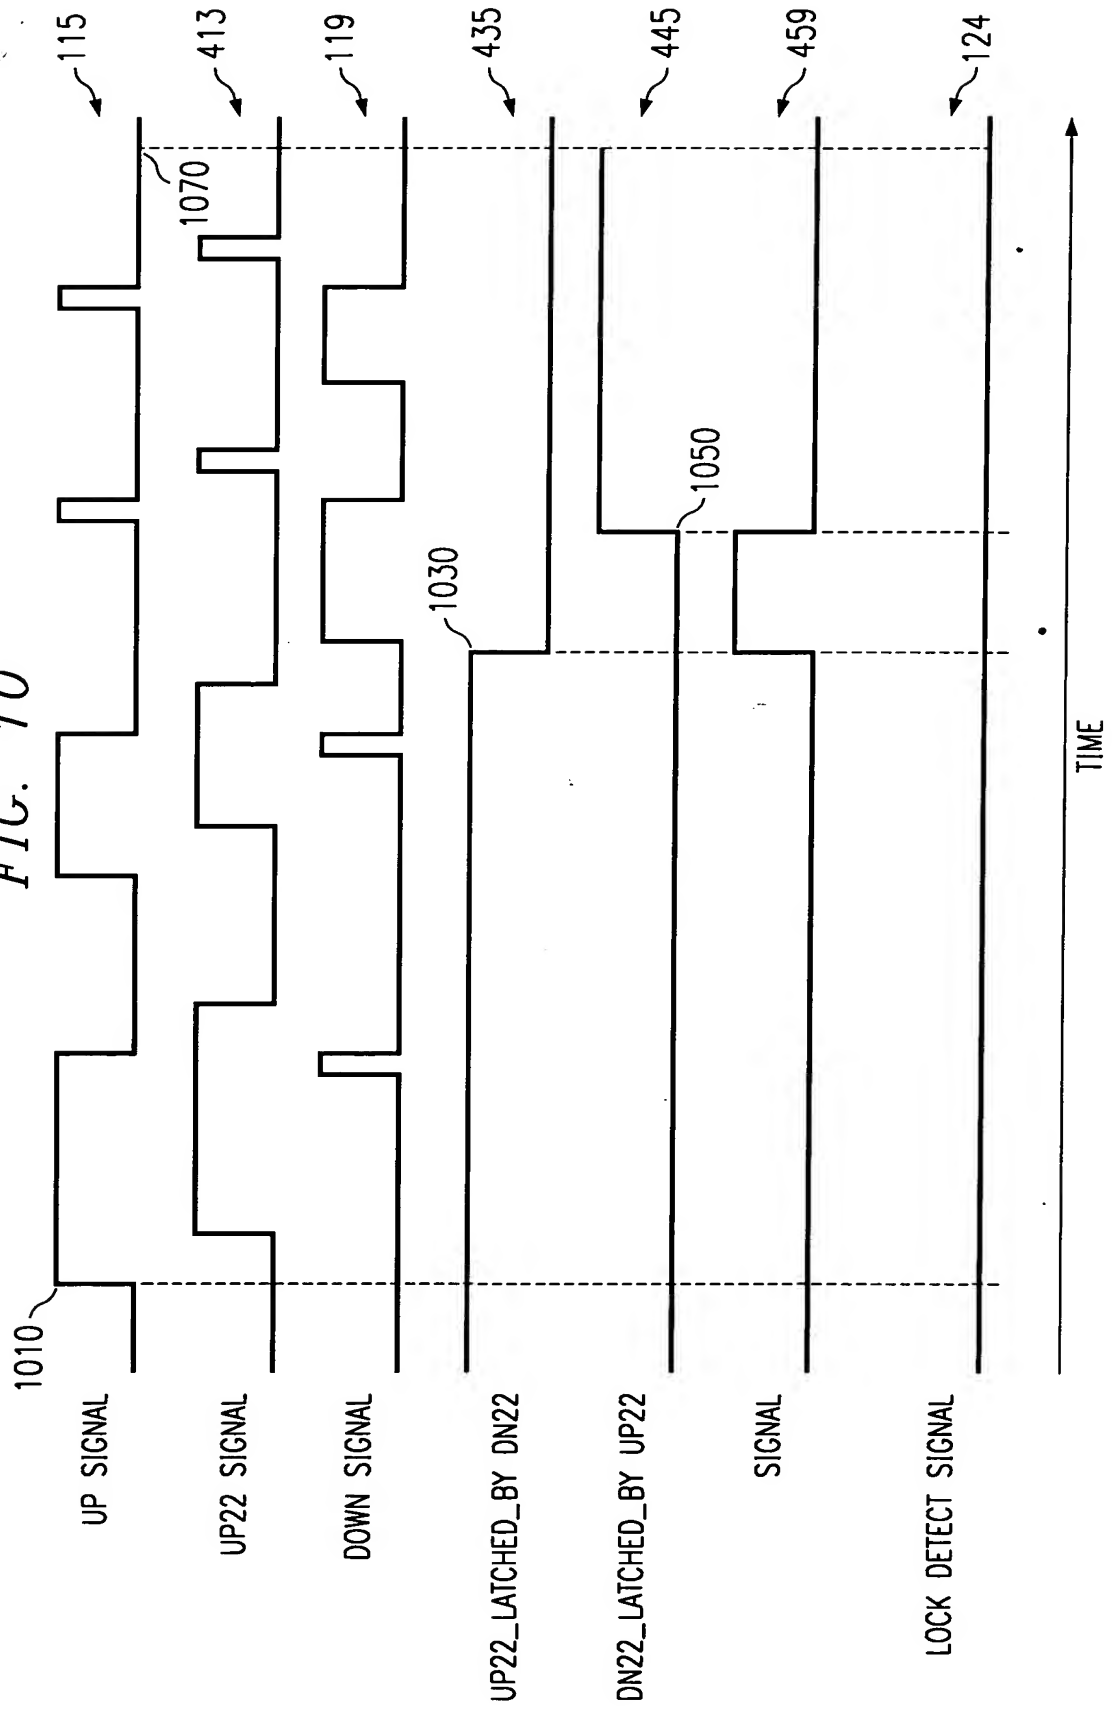 FIG. 10
1010
UP SIGNAL
115
UP22 SIGNAL
413
1070
DOWN SIGNAL
119
UP22_LATCHED_BY DN22
1030
435
DN22_LATCHED_BY UP22
1050
445
SIGNAL
459
LOCK DETECT SIGNAL
124
TIME